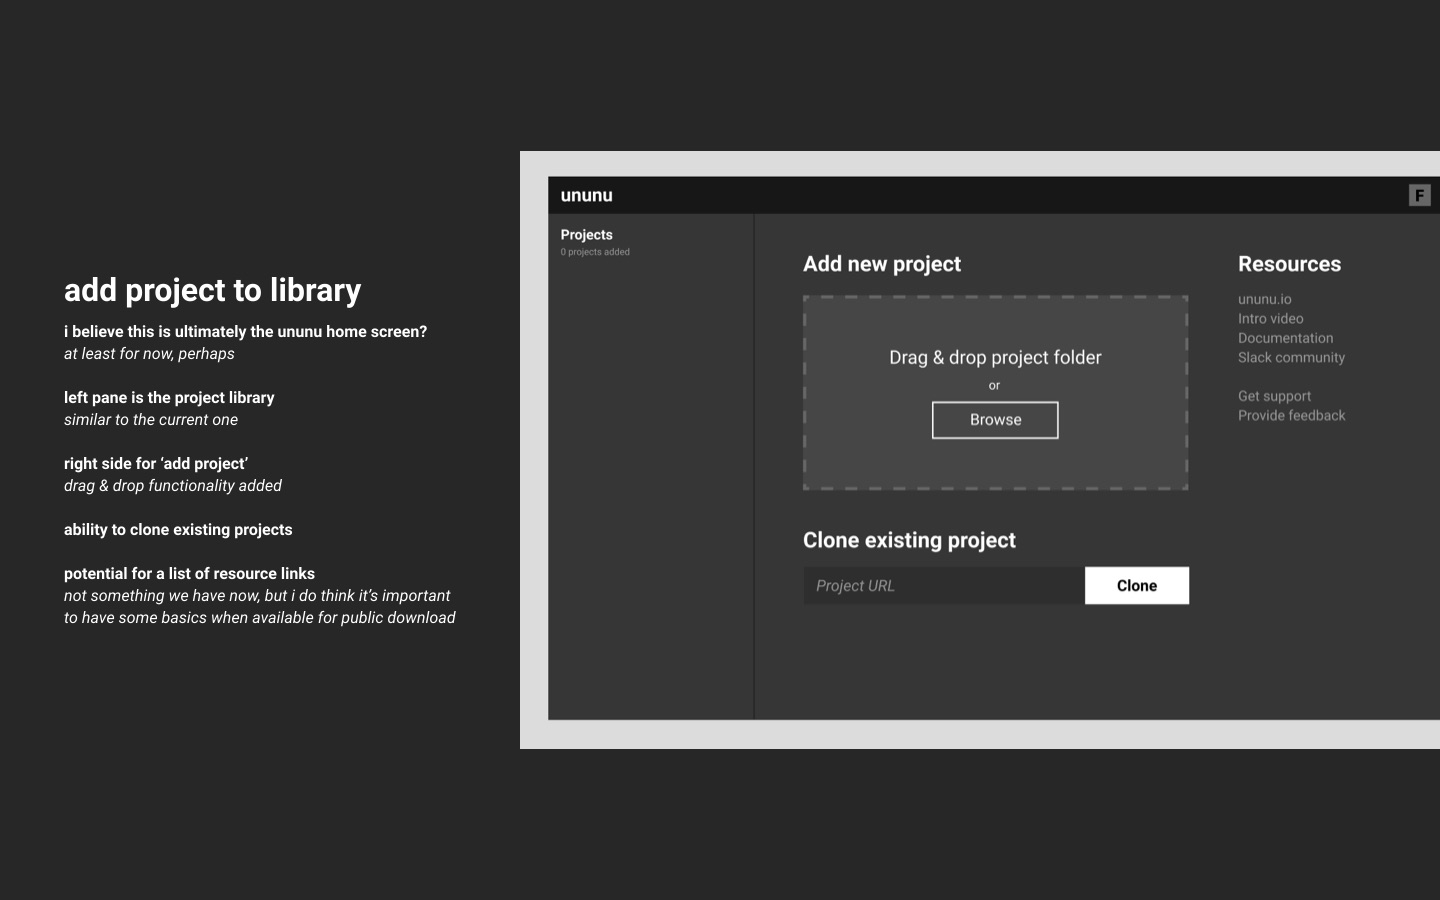 add project to library
i believe this is ultimately the ununu home screen?
at least for now, perhaps
left pane is the project library
similar to the current one
right side for ‘add project’
drag & drop functionality added
ability to clone existing projects
potential for a list of resource links
not something we have now, but i do think it’s important
to have some basics when available for public download
ununu
F
Projects
0 projects added
Add new project
Drag & drop project folder
or
Browse
Clone existing project
Project URL
Clone
Resources
ununu.io
Intro video
Documentation
Slack community
Get support
Provide feedback